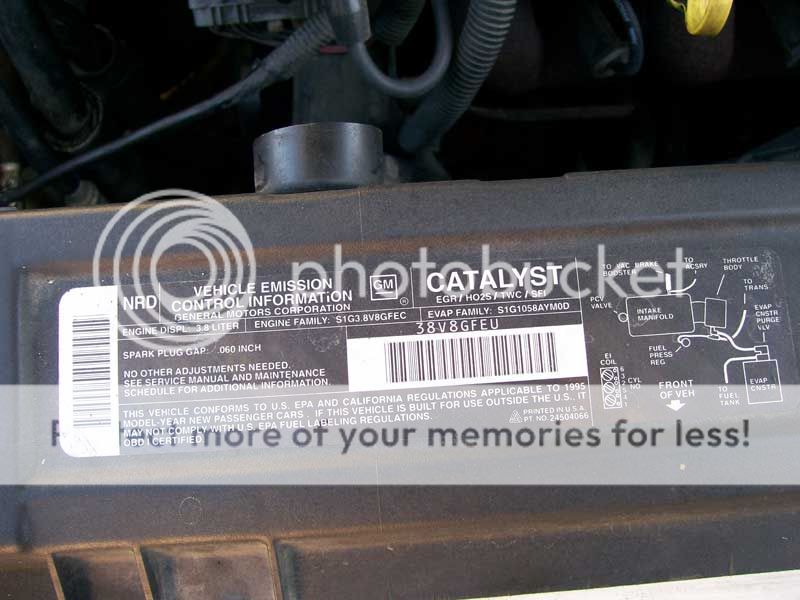 NRD
VEHICLE EMISSION
CONTROL INFORMATION
GENERAL MOTORS CORPORATION
GM
CATALYST
EGR / HO2S / TWC / SFI
ENGINE DISPL: 3.8 LITER
ENGINE FAMILY: S1G3.8V8GFEC
EVAP FAMILY: S1G1058AYM0D
38V8GFEU
SPARK PLUG GAP: .060 INCH
NO OTHER ADJUSTMENTS NEEDED.
SEE SERVICE MANUAL AND MAINTENANCE
SCHEDULE FOR ADDITIONAL INFORMATION.
THIS VEHICLE CONFORMS TO U.S. EPA AND CALIFORNIA REGULATIONS APPLICABLE TO 1995
MODEL-YEAR NEW PASSENGER CARS . IF THIS VEHICLE IS BUILT FOR USE OUTSIDE CALIFORNIA, IT
MAY NOT COMPLY WITH U.S. EPA FUEL LABELING REGULATIONS.
OBD I CERTIFIED.
PRINTED IN U.S.A.
PT. NO. 24504066
TO VAC BRAKE
BOOSTER
TO
ACSRY
THROTTLE
BODY
PCV
VALVE
INTAKE
MANIFOLD
TO
TRANS
EVAP
CNSTR
PURGE
VLV
FUEL
PRESS
REG
EI
COIL
CYL
NO
FRONT
OF VEH
TO
FUEL
TANK
EVAP
CNSTR
photobucket
more of your memories for less!